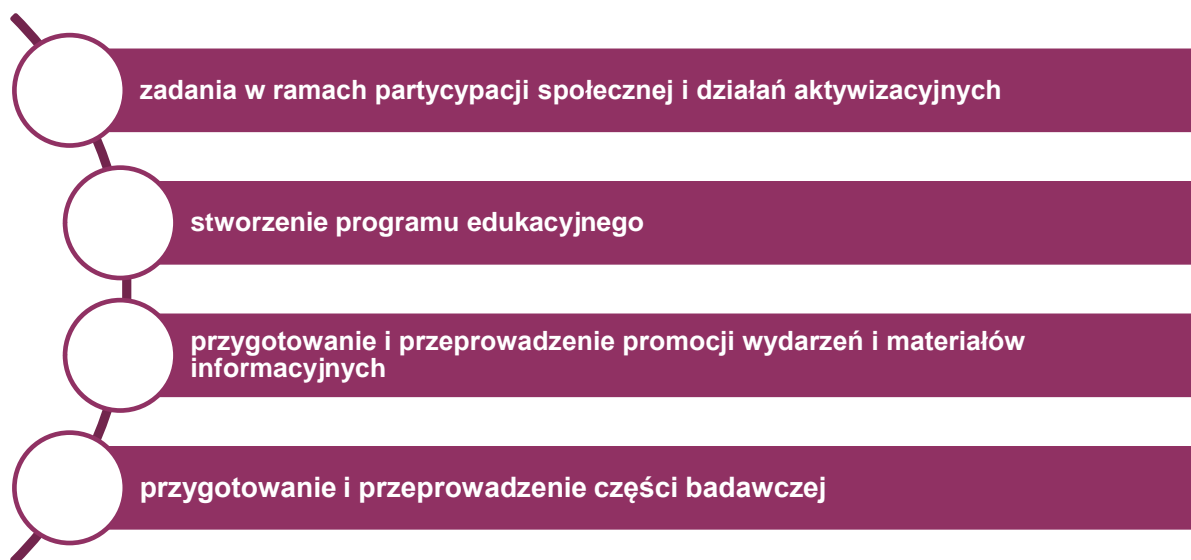 zadania w ramach partycypacji społecznej i działań aktywizacyjnych
stworzenie programu edukacyjnego
przygotowanie i przeprowadzenie promocji wydarzeń i materiałów
informacyjnych
przygotowanie i przeprowadzenie części badawczej